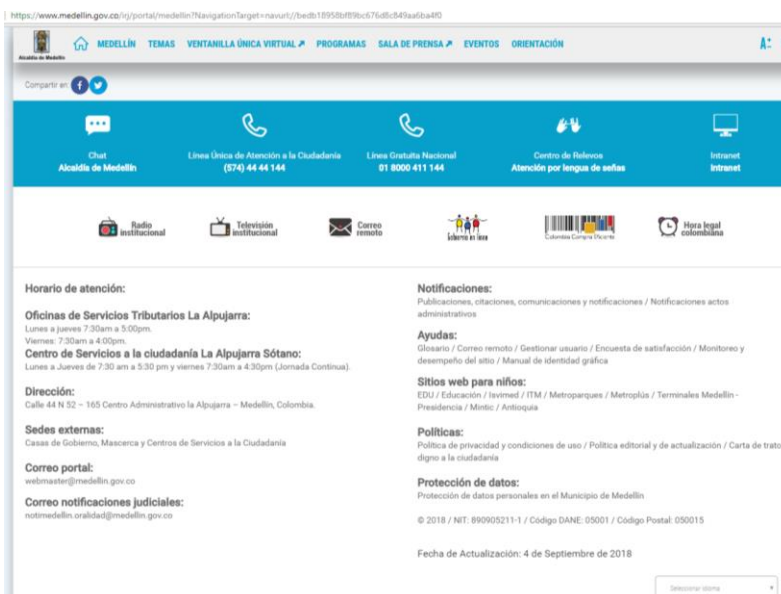 https://www.medellin.gov.co/irj/portal/medellin?NavigationTarget=navurl://bedb18958bf89bc676d8c849aa6ba4f0
Alcaldía de Medellín
MEDELLÍN TEMAS VENTANILLA ÚNICA VIRTUAL PROGRAMAS SALA DE PRENSA EVENTOS ORIENTACIÓN
Compartir en:
Chat
Alcaldía de Medellín
Línea Única de Atención a la Ciudadanía
(574) 44 44 144
Línea Gratuita Nacional
01 8000 411 144
Centro de Relevos
Atención por lengua de señas
Intranet
Intranet
Radio
institucional
Televisión
institucional
Correo
remoto
Gobierno en línea
Colombia Compra Eficiente
Hora legal
colombiana
Horario de atención:
Oficinas de Servicios Tributarios La Alpujarra:
Lunes a jueves 7:30am a 5:00pm.
Viernes: 7:30am a 4:00pm.
Centro de Servicios a la ciudadanía La Alpujarra Sótano:
Lunes a Jueves de 7:30 am a 5:30 pm y viernes 7:30am a 4:30pm (Jornada Continua).
Dirección:
Calle 44 N 52 – 165 Centro Administrativo la Alpujarra – Medellín, Colombia.
Sedes externas:
Casas de Gobierno, Mascerca y Centros de Servicios a la Ciudadanía
Correo portal:
webmaster@medellin.gov.co
Correo notificaciones judiciales:
notimedellin.oralidad@medellin.gov.co
Notificaciones:
Publicaciones, citaciones, comunicaciones y notificaciones / Notificaciones actos
administrativos
Ayudas:
Glosario / Correo remoto / Gestionar usuario / Encuesta de satisfacción / Monitoreo y
desempeño del sitio / Manual de identidad gráfica
Sitios web para niños:
EDU / Educación / Isvimed / ITM / Metroparques / Metroplús / Terminales Medellín -
Presidencia / Mintic / Antioquia
Políticas:
Política de privacidad y condiciones de uso / Política editorial y de actualización / Carta de trato
digno a la ciudadanía
Protección de datos:
Protección de datos personales en el Municipio de Medellín
© 2018 / NIT: 890905211-1 / Código DANE: 05001 / Código Postal: 050015
Fecha de Actualización: 4 de Septiembre de 2018
Seleccionar idioma